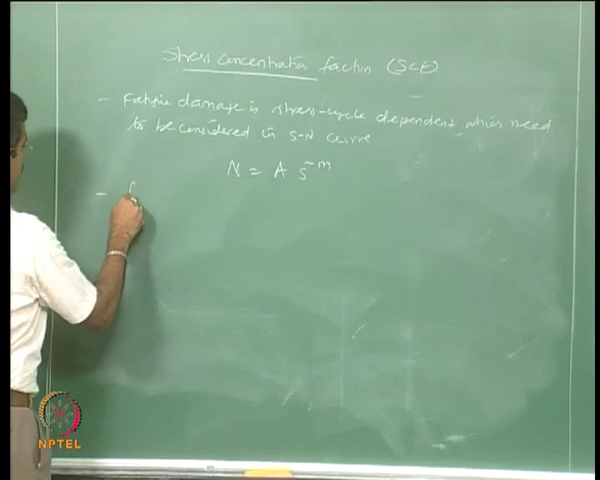 Stress concentration factor (SCF)
- Fatigue damage is stress-cycle dependent which need
to be considered in S-N curve
N = A S^{-m}
- f
NPTEL